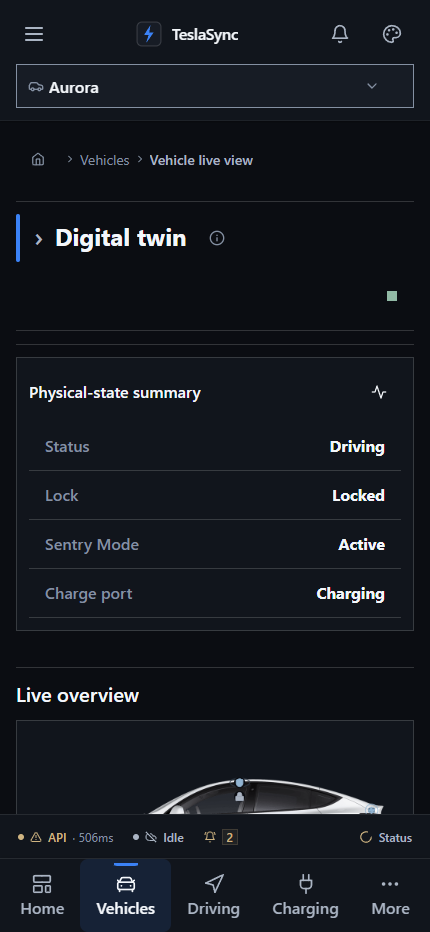 TeslaSync
Aurora
Vehicles Vehicle live view
Digital twin
Physical-state summary
Status Driving
Lock Locked
Sentry Mode Active
Charge port Charging
Live overview
API · 506ms Idle 2 Status
Home Vehicles Driving Charging More